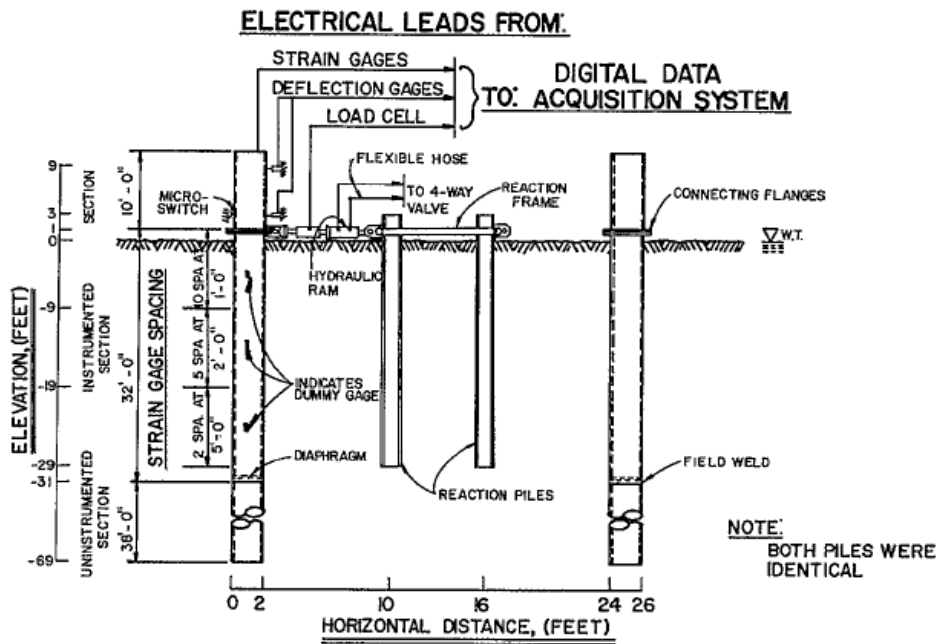 ELECTRICAL LEADS FROM:
STRAIN GAGES
DEFLECTION GAGES
LOAD CELL
DIGITAL DATA
TO: ACQUISITION SYSTEM
FLEXIBLE HOSE
TO 4-WAY
VALVE
REACTION
FRAME
CONNECTING FLANGES
MICRO-
SWITCH
HYDRAULIC
RAM
W.T.
9
3
1
0
-9
-19
-29
-31
-69
ELEVATION, (FEET)
SECTION
INSTRUMENTED
SECTION
UNINSTRUMENTED
SECTION
10'-0"
32'-0"
38'-0"
STRAIN GAGE SPACING
10 SPA AT
1'-0"
5 SPA AT
2'-0"
2 SPA. AT
5'-0"
INDICATES
DUMMY GAGE
DIAPHRAGM
REACTION PILES
FIELD WELD
NOTE:
BOTH PILES WERE
IDENTICAL
0 2 10 16 24 26
HORIZONTAL DISTANCE, (FEET)